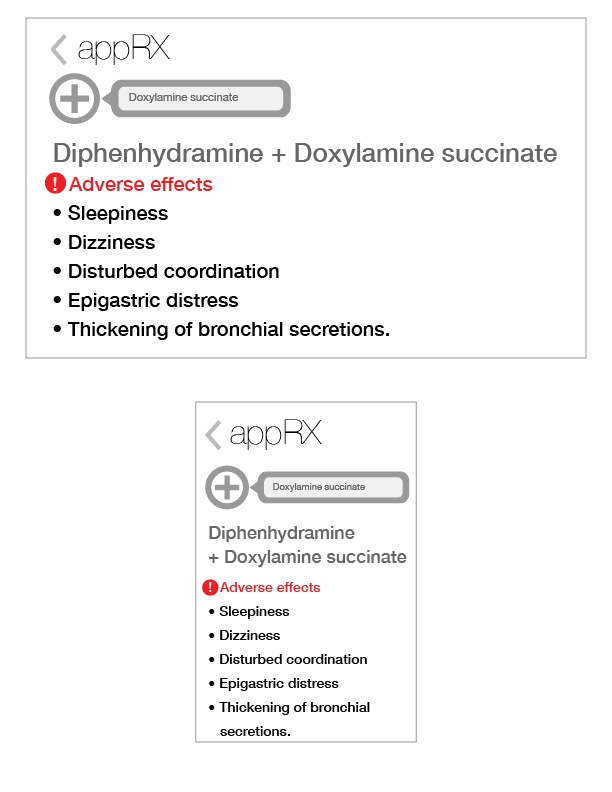 appRX
Doxylamine succinate
Diphenhydramine + Doxylamine succinate
! Adverse effects
• Sleepiness
• Dizziness
• Disturbed coordination
• Epigastric distress
• Thickening of bronchial secretions.
appRX
Doxylamine succinate
Diphenhydramine
+ Doxylamine succinate
! Adverse effects
• Sleepiness
• Dizziness
• Disturbed coordination
• Epigastric distress
• Thickening of bronchial
secretions.